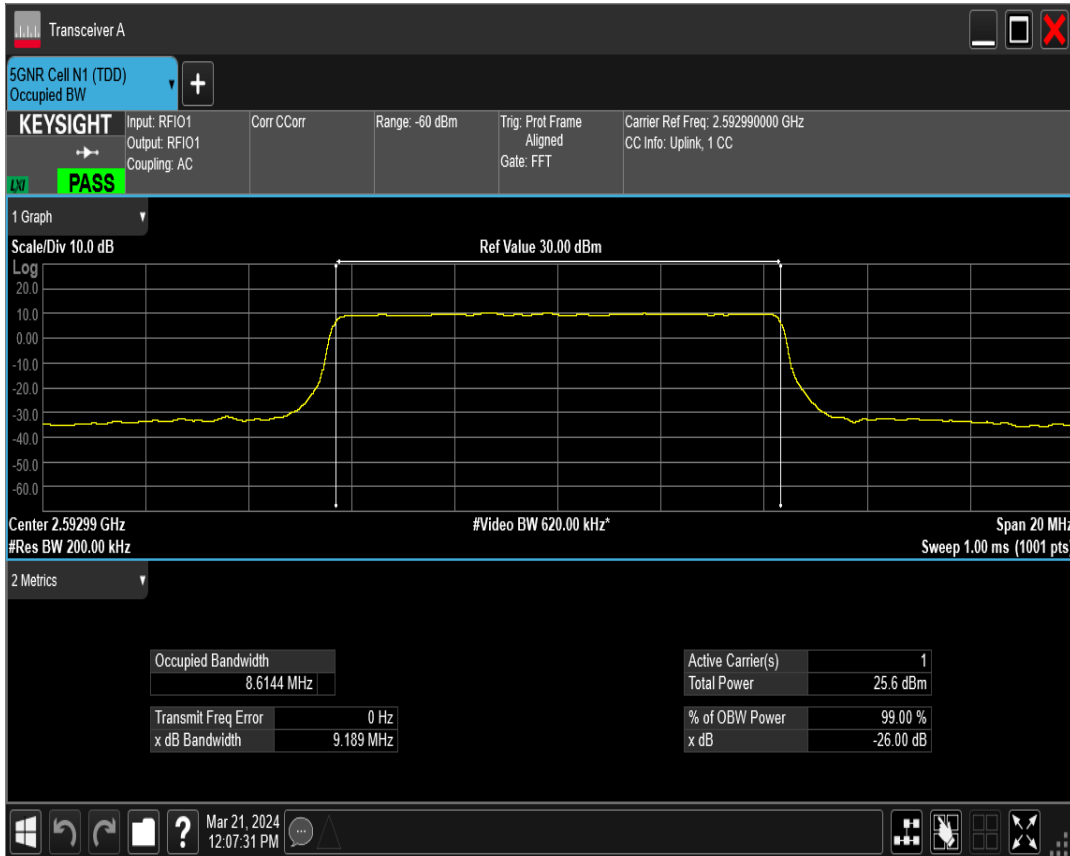 Transceiver A
5GNR Cell N1 (TDD)
Occupied BW
KEYSIGHT
LXI
PASS
Input: RFIO1
Output: RFIO1
Coupling: AC
Corr CCorr
Range: -60 dBm
Trig: Prot Frame
Aligned
Gate: FFT
Carrier Ref Freq: 2.592990000 GHz
CC Info: Uplink, 1 CC
1 Graph
Scale/Div 10.0 dB
Ref Value 30.00 dBm
Log
20.0
10.0
0.00
-10.0
-20.0
-30.0
-40.0
-50.0
-60.0
Center 2.59299 GHz
#Video BW 620.00 kHz*
Span 20 MHz
#Res BW 200.00 kHz
Sweep 1.00 ms (1001 pts)
2 Metrics
Occupied Bandwidth
8.6144 MHz
Transmit Freq Error 0 Hz
x dB Bandwidth 9.189 MHz
Active Carrier(s) 1
Total Power 25.6 dBm
% of OBW Power 99.00 %
x dB -26.00 dB
Mar 21, 2024
12:07:31 PM